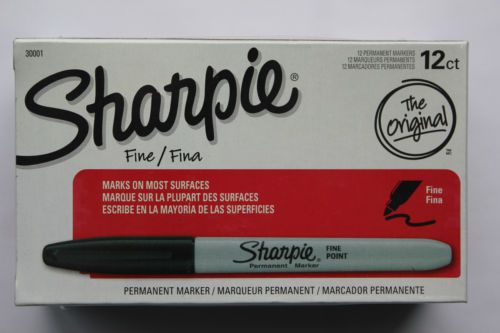 30001
12 PERMANENT MARKERS
12 MARQUEURS PERMANENTS
12 MARCADORES PERMANENTES
12ct
Sharpie®
The Original
TM
MC
Fine / Fina
MARKS ON MOST SURFACES
MARQUE SUR LA PLUPART DES SURFACES
ESCRIBE EN LA MAYORÍA DE LAS SUPERFICIES
Fine
Fina
Sharpie FINE
POINT
Permanent Marker
PERMANENT MARKER / MARQUEUR PERMANENT / MARCADOR PERMANENTE